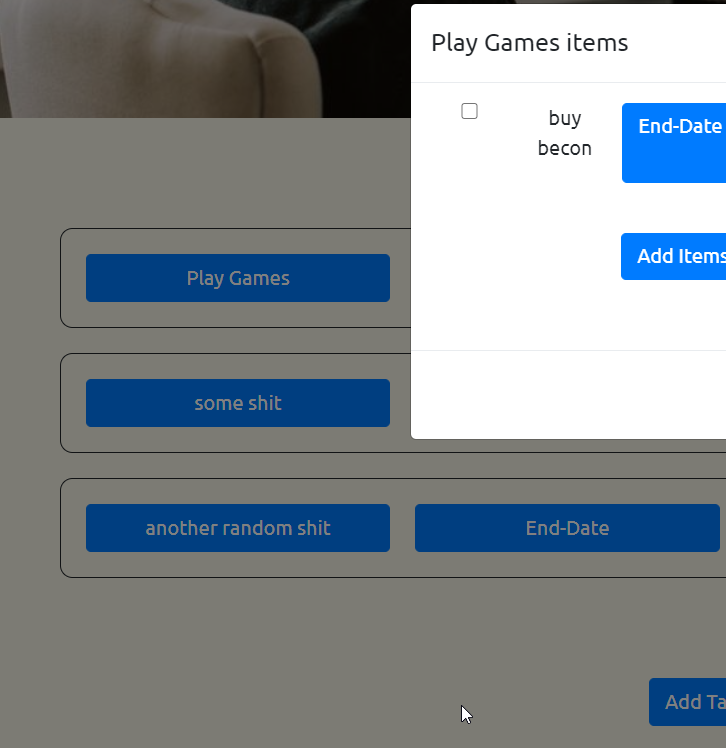 Play Games items
buy
becon
End-Date
Add Items
Play Games
some shit
another random shit
End-Date
Add Ta